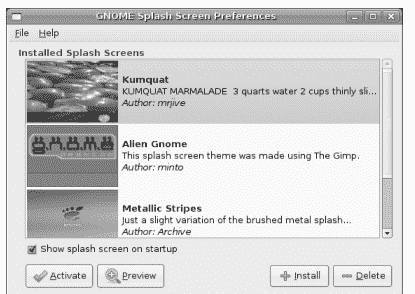 GNOME Splash Screen Preferences
File Help
Installed Splash Screens
Kumquat
KUMQUAT MARMALADE 3 quarts water 2 cups thinly sli...
Author: mrjive
Alien Gnome
This splash screen theme was made using The Gimp.
Author: minto
Metallic Stripes
Just a slight variation of the brushed metal splash...
Author: Archive
Show splash screen on startup
Activate Preview Install Delete